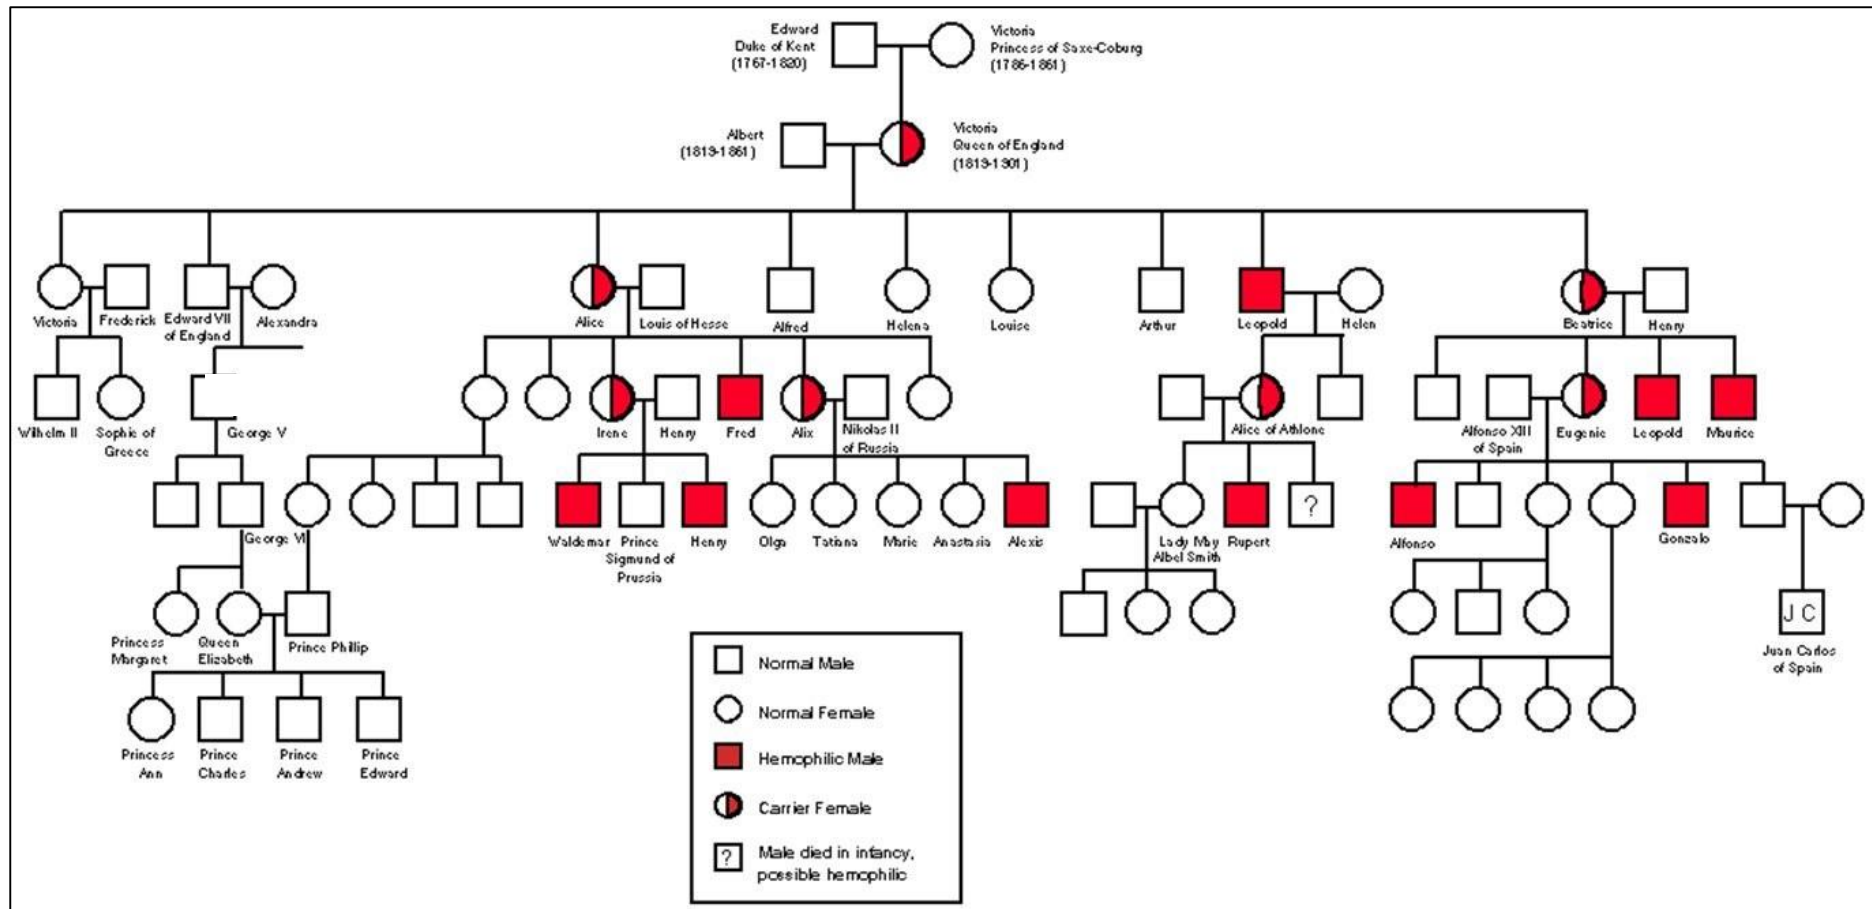 Edward
Duke of Kent
(1767-1820)
Victoria
Princess of Saxe-Coburg
(1786-1861)
Albert
(1819-1861)
Victoria
Queen of England
(1819-1901)
Victoria
Frederick
Edward VII
of England
Alexandra
Alice
Louis of Hesse
Alfred
Helena
Louise
Arthur
Leopold
Helen
Beatrice
Henry
Wilhelm II
Sophie of
Greece
George V
Irene
Henry
Fred
Alix
Nikolas II
of Russia
Alice of Athlone
Alfonso XIII
of Spain
Eugenie
Leopold
Maurice
George VI
Waldemar
Prince
Sigmund of
Prussia
Henry
Olga
Tatiana
Marie
Anastasia
Alexis
Lady May
Albel Smith
Rupert
?
Alfonso
Gonzalo
Princess
Margaret
Queen
Elizabeth
Prince Phillip
J C
Juan Carlos
of Spain
Princess
Ann
Prince
Charles
Prince
Andrew
Prince
Edward
Normal Male
Normal Female
Hemophilic Male
Carrier Female
?
Male died in infancy,
possible hemophilic